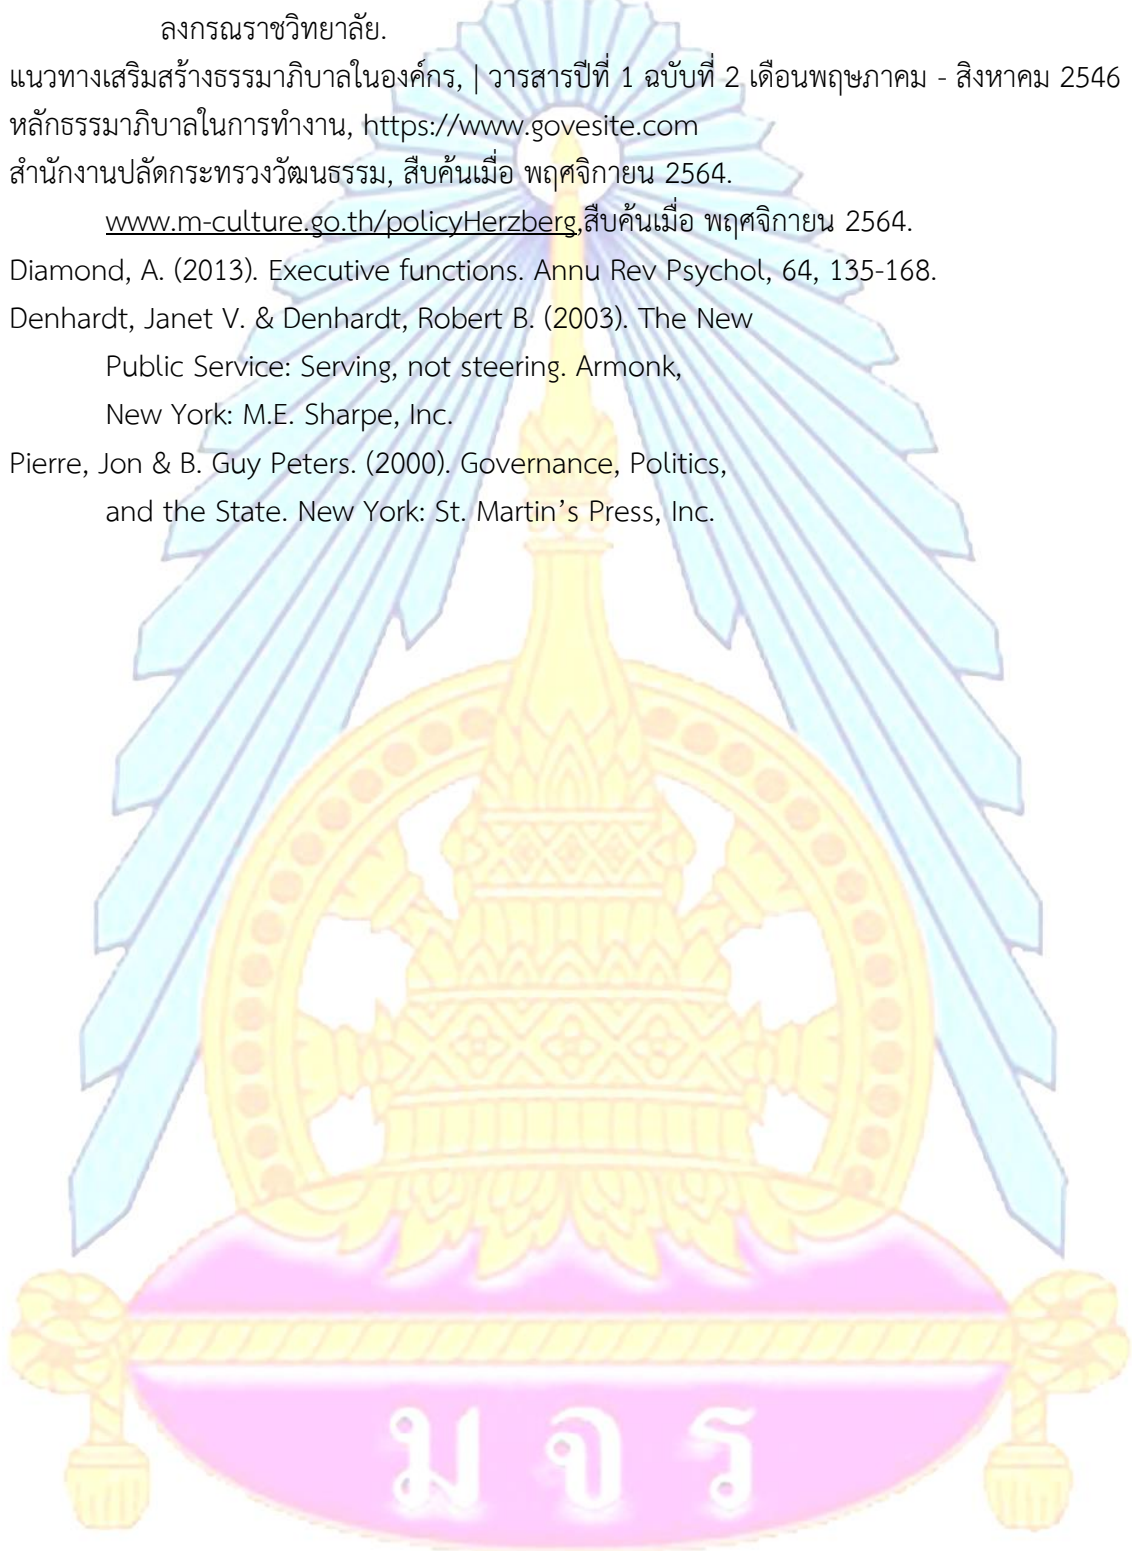 ลงกรณราชวิทยาลัย.
แนวทางเสริมสร้างธรรมาภิบาลในองค์กร, | วารสารปีที่ 1 ฉบับที่ 2 เดือนพฤษภาคม - สิงหาคม 2546
หลักธรรมาภิบาลในการทำงาน, https://www.govesite.com
สำนักงานปลัดกระทรวงวัฒนธรรม, สืบค้นเมื่อ พฤศจิกายน 2564.
www.m-culture.go.th/policyHerzberg,สืบค้นเมื่อ พฤศจิกายน 2564.
Diamond, A. (2013). Executive functions. Annu Rev Psychol, 64, 135-168.
Denhardt, Janet V. & Denhardt, Robert B. (2003). The New
Public Service: Serving, not steering. Armonk,
New York: M.E. Sharpe, Inc.
Pierre, Jon & B. Guy Peters. (2000). Governance, Politics,
and the State. New York: St. Martin’s Press, Inc.
มจร